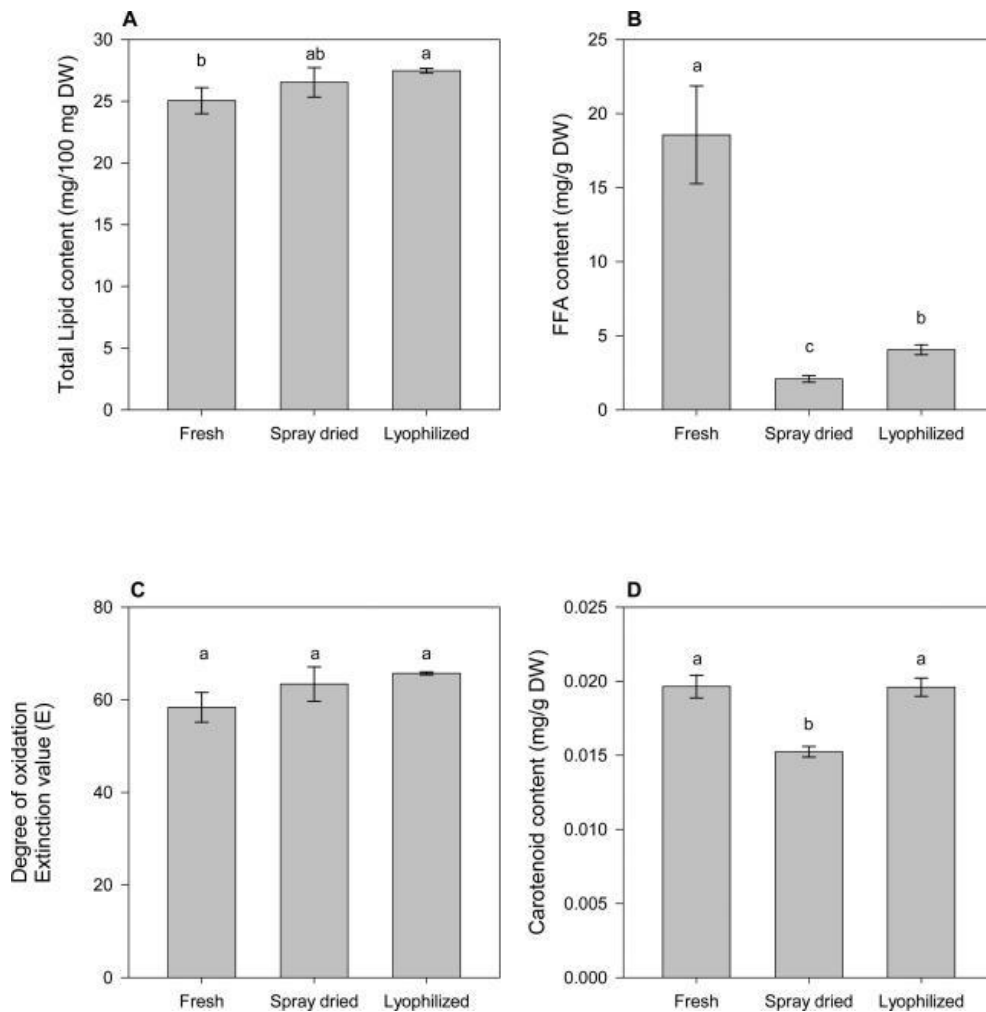 A
Total Lipid content (mg/100 mg DW)
30
25
20
15
10
5
0
b
ab
a
Fresh
Spray dried
Lyophilized
B
FFA content (mg/g DW)
25
20
15
10
5
0
a
c
b
Fresh
Spray dried
Lyophilized
C
Degree of oxidation
Extinction value (E)
80
60
40
20
0
a
a
a
Fresh
Spray dried
Lyophilized
D
Carotenoid content (mg/g DW)
0.025
0.020
0.015
0.010
0.005
0.000
a
b
a
Fresh
Spray dried
Lyophilized